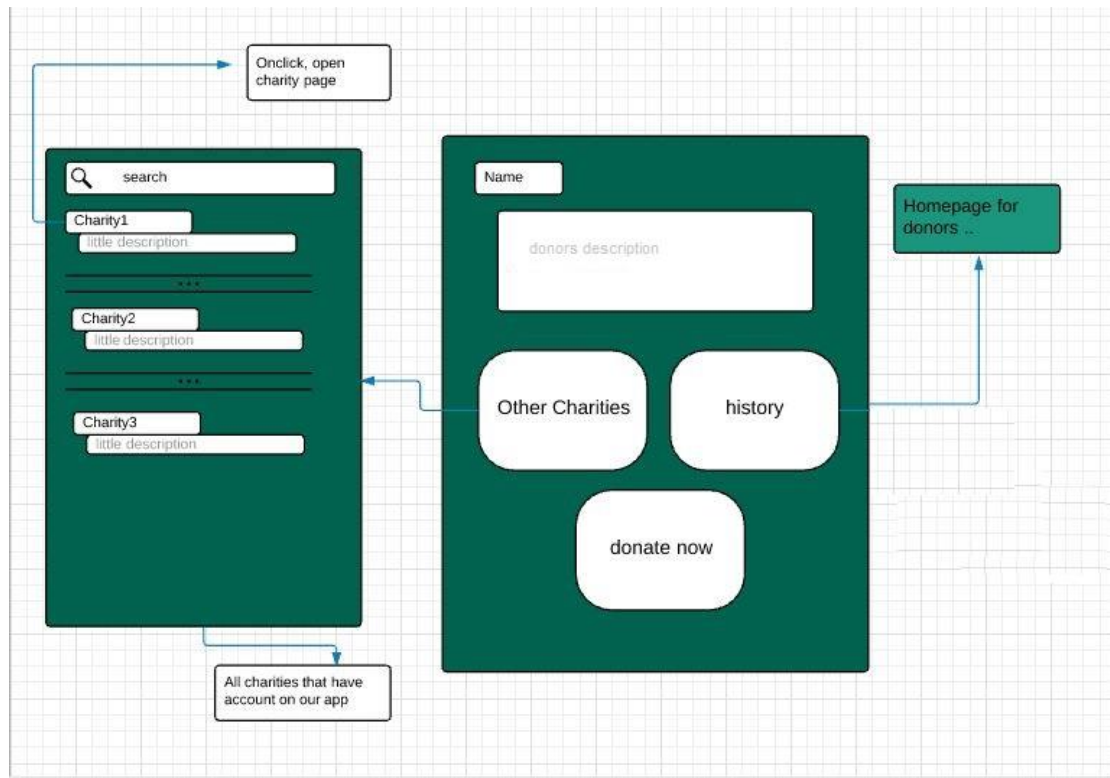 Onclick, open
charity page
search
Charity1
little description
...
Charity2
little description
...
Charity3
little description
All charities that have
account on our app
Name
donors description
Other Charities
history
donate now
Homepage for
donors ..